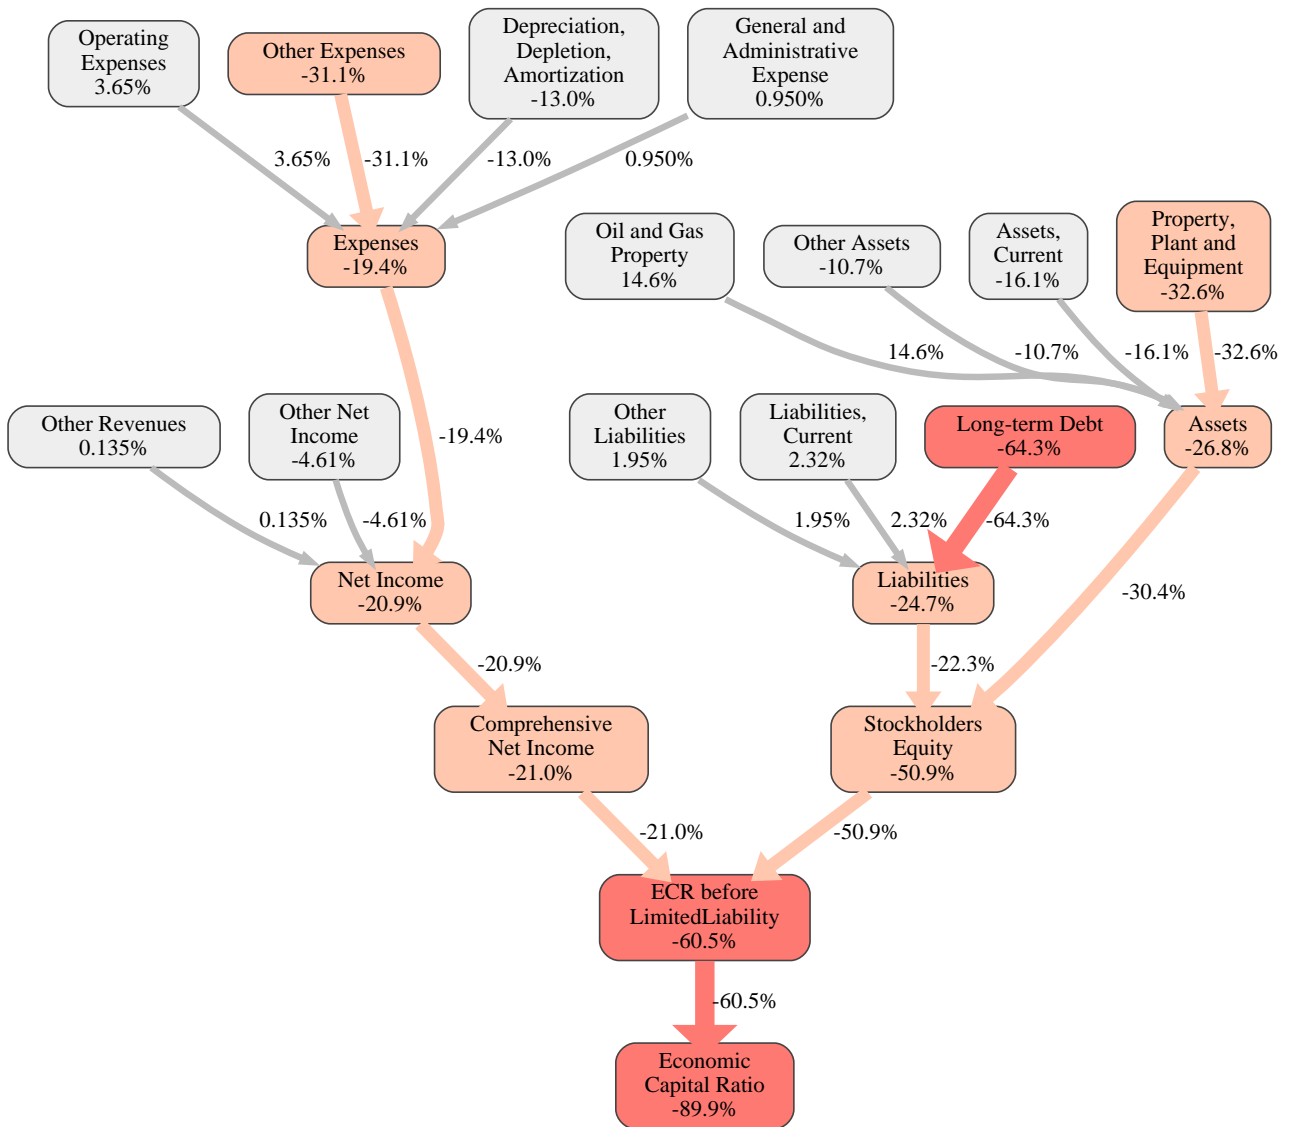 Operating
Expenses
3.65%
Other Expenses
-31.1%
Depreciation,
Depletion,
Amortization
-13.0%
General and
Administrative
Expense
0.950%
3.65%
-31.1%
-13.0%
0.950%
Expenses
-19.4%
Oil and Gas
Property
14.6%
Other Assets
-10.7%
Assets,
Current
-16.1%
Property,
Plant and
Equipment
-32.6%
14.6%
-10.7%
-16.1%
-32.6%
Other Revenues
0.135%
Other Net
Income
-4.61%
-19.4%
Other
Liabilities
1.95%
Liabilities,
Current
2.32%
Long-term Debt
-64.3%
Assets
-26.8%
0.135%
-4.61%
1.95%
2.32%
-64.3%
Net Income
-20.9%
Liabilities
-24.7%
-30.4%
-20.9%
-22.3%
Comprehensive
Net Income
-21.0%
Stockholders
Equity
-50.9%
-21.0%
-50.9%
ECR before
LimitedLiability
-60.5%
-60.5%
Economic
Capital Ratio
-89.9%